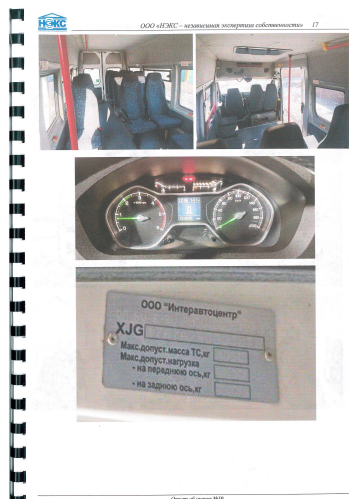 НЭКС
ООО «НЭКС – независимая экспертиза собственности» 17
ООО "Интеравтоцентр"
XJG
Макс.допуст.масса ТС,кг
Макс.допуст.нагрузка
- на переднюю ось,кг
- на заднюю ось,кг